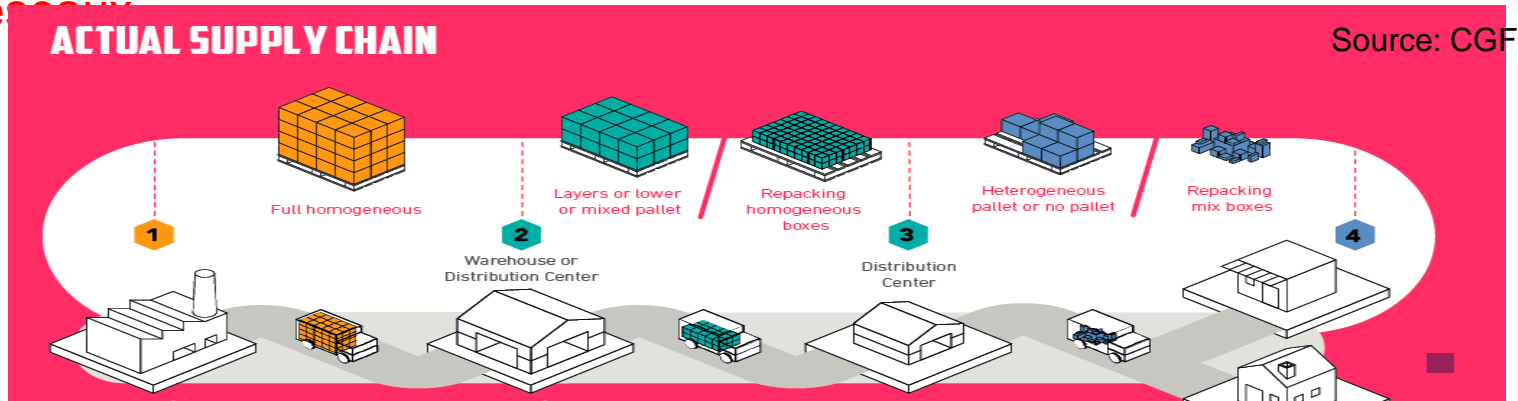 ACTUAL SUPPLY CHAIN
Source: CGF
Full homogeneous
Layers or lower
or mixed pallet
Repacking
homogeneous
boxes
Heterogeneous
pallet or no pallet
Repacking
mix boxes
1
2
3
4
Warehouse or
Distribution Center
Distribution
Center